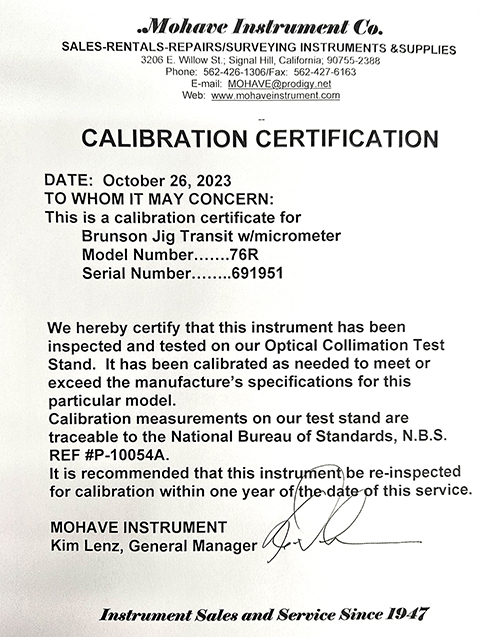 Mohave Instrument Co.
SALES-RENTALS-REPAIRS/SURVEYING INSTRUMENTS &SUPPLIES
3206 E. Willow St.; Signal Hill, California; 90755-2388
Phone: 562-426-1306/Fax: 562-427-6163
E-mail: MOHAVE@prodigy.net
Web: www.mohaveinstrument.com
--
CALIBRATION CERTIFICATION
DATE: October 26, 2023
TO WHOM IT MAY CONCERN:
This is a calibration certificate for
Brunson Jig Transit w/micrometer
Model Number…….76R
Serial Number……..691951
We hereby certify that this instrument has been
inspected and tested on our Optical Collimation Test
Stand. It has been calibrated as needed to meet or
exceed the manufacture's specifications for this
particular model.
Calibration measurements on our test stand are
traceable to the National Bureau of Standards, N.B.S.
REF #P-10054A.
It is recommended that this instrument be re-inspected
for calibration within one year of the date of this service.
MOHAVE INSTRUMENT
Kim Lenz, General Manager
Instrument Sales and Service Since 1947